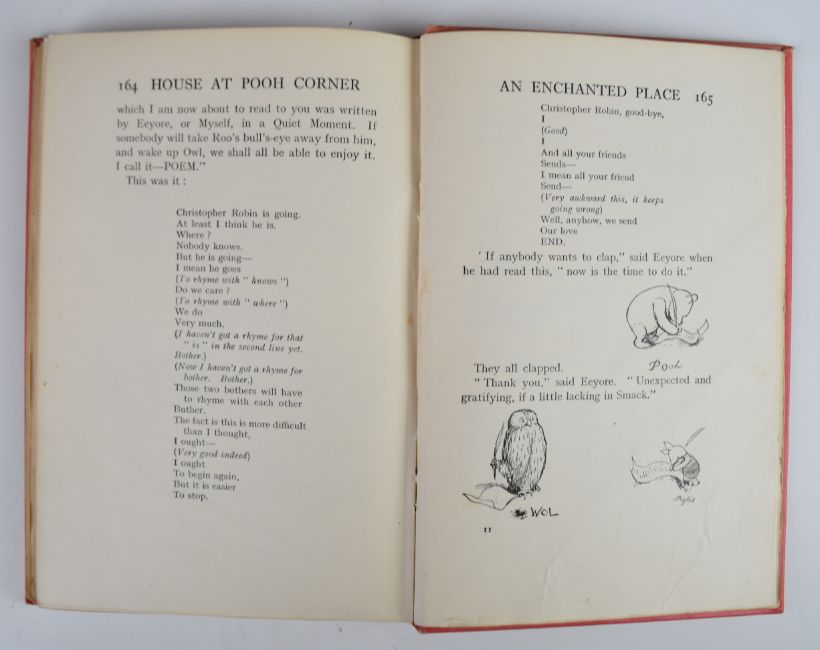 164 HOUSE AT POOH CORNER
which I am now about to read to you was written
by Eeyore, or Myself, in a Quiet Moment. If
somebody will take Roo's bull's-eye away from him,
and wake up Owl, we shall all be able to enjoy it.
I call it—POEM."
This was it :
Christopher Robin is going.
At least I think he is.
Where ?
Nobody knows.
But he is going—
I mean he goes
(To rhyme with " knows ")
Do we care ?
(To rhyme with " where ")
We do
Very much.
(I haven't got a rhyme for that
" is " in the second line yet.
Bother.)
(Now I haven't got a rhyme for
bother. Bother.)
Those two bothers will have
to rhyme with each other
Buther.
The fact is this is more difficult
than I thought,
I ought—
(Very good indeed)
I ought
To begin again,
But it is easier
To stop.
AN ENCHANTED PLACE 165
Christopher Robin, good-bye,
I
(Good)
I
And all your friends
Sends—
I mean all your friend
Send—
(Very awkward this, it keeps
going wrong)
Well, anyhow, we send
Our love
END.
' If anybody wants to clap," said Eeyore when
he had read this, " now is the time to do it."
They all clapped.
Pooh
" Thank you," said Eeyore. " Unexpected and
gratifying, if a little lacking in Smack."
WOL
Piglet
11